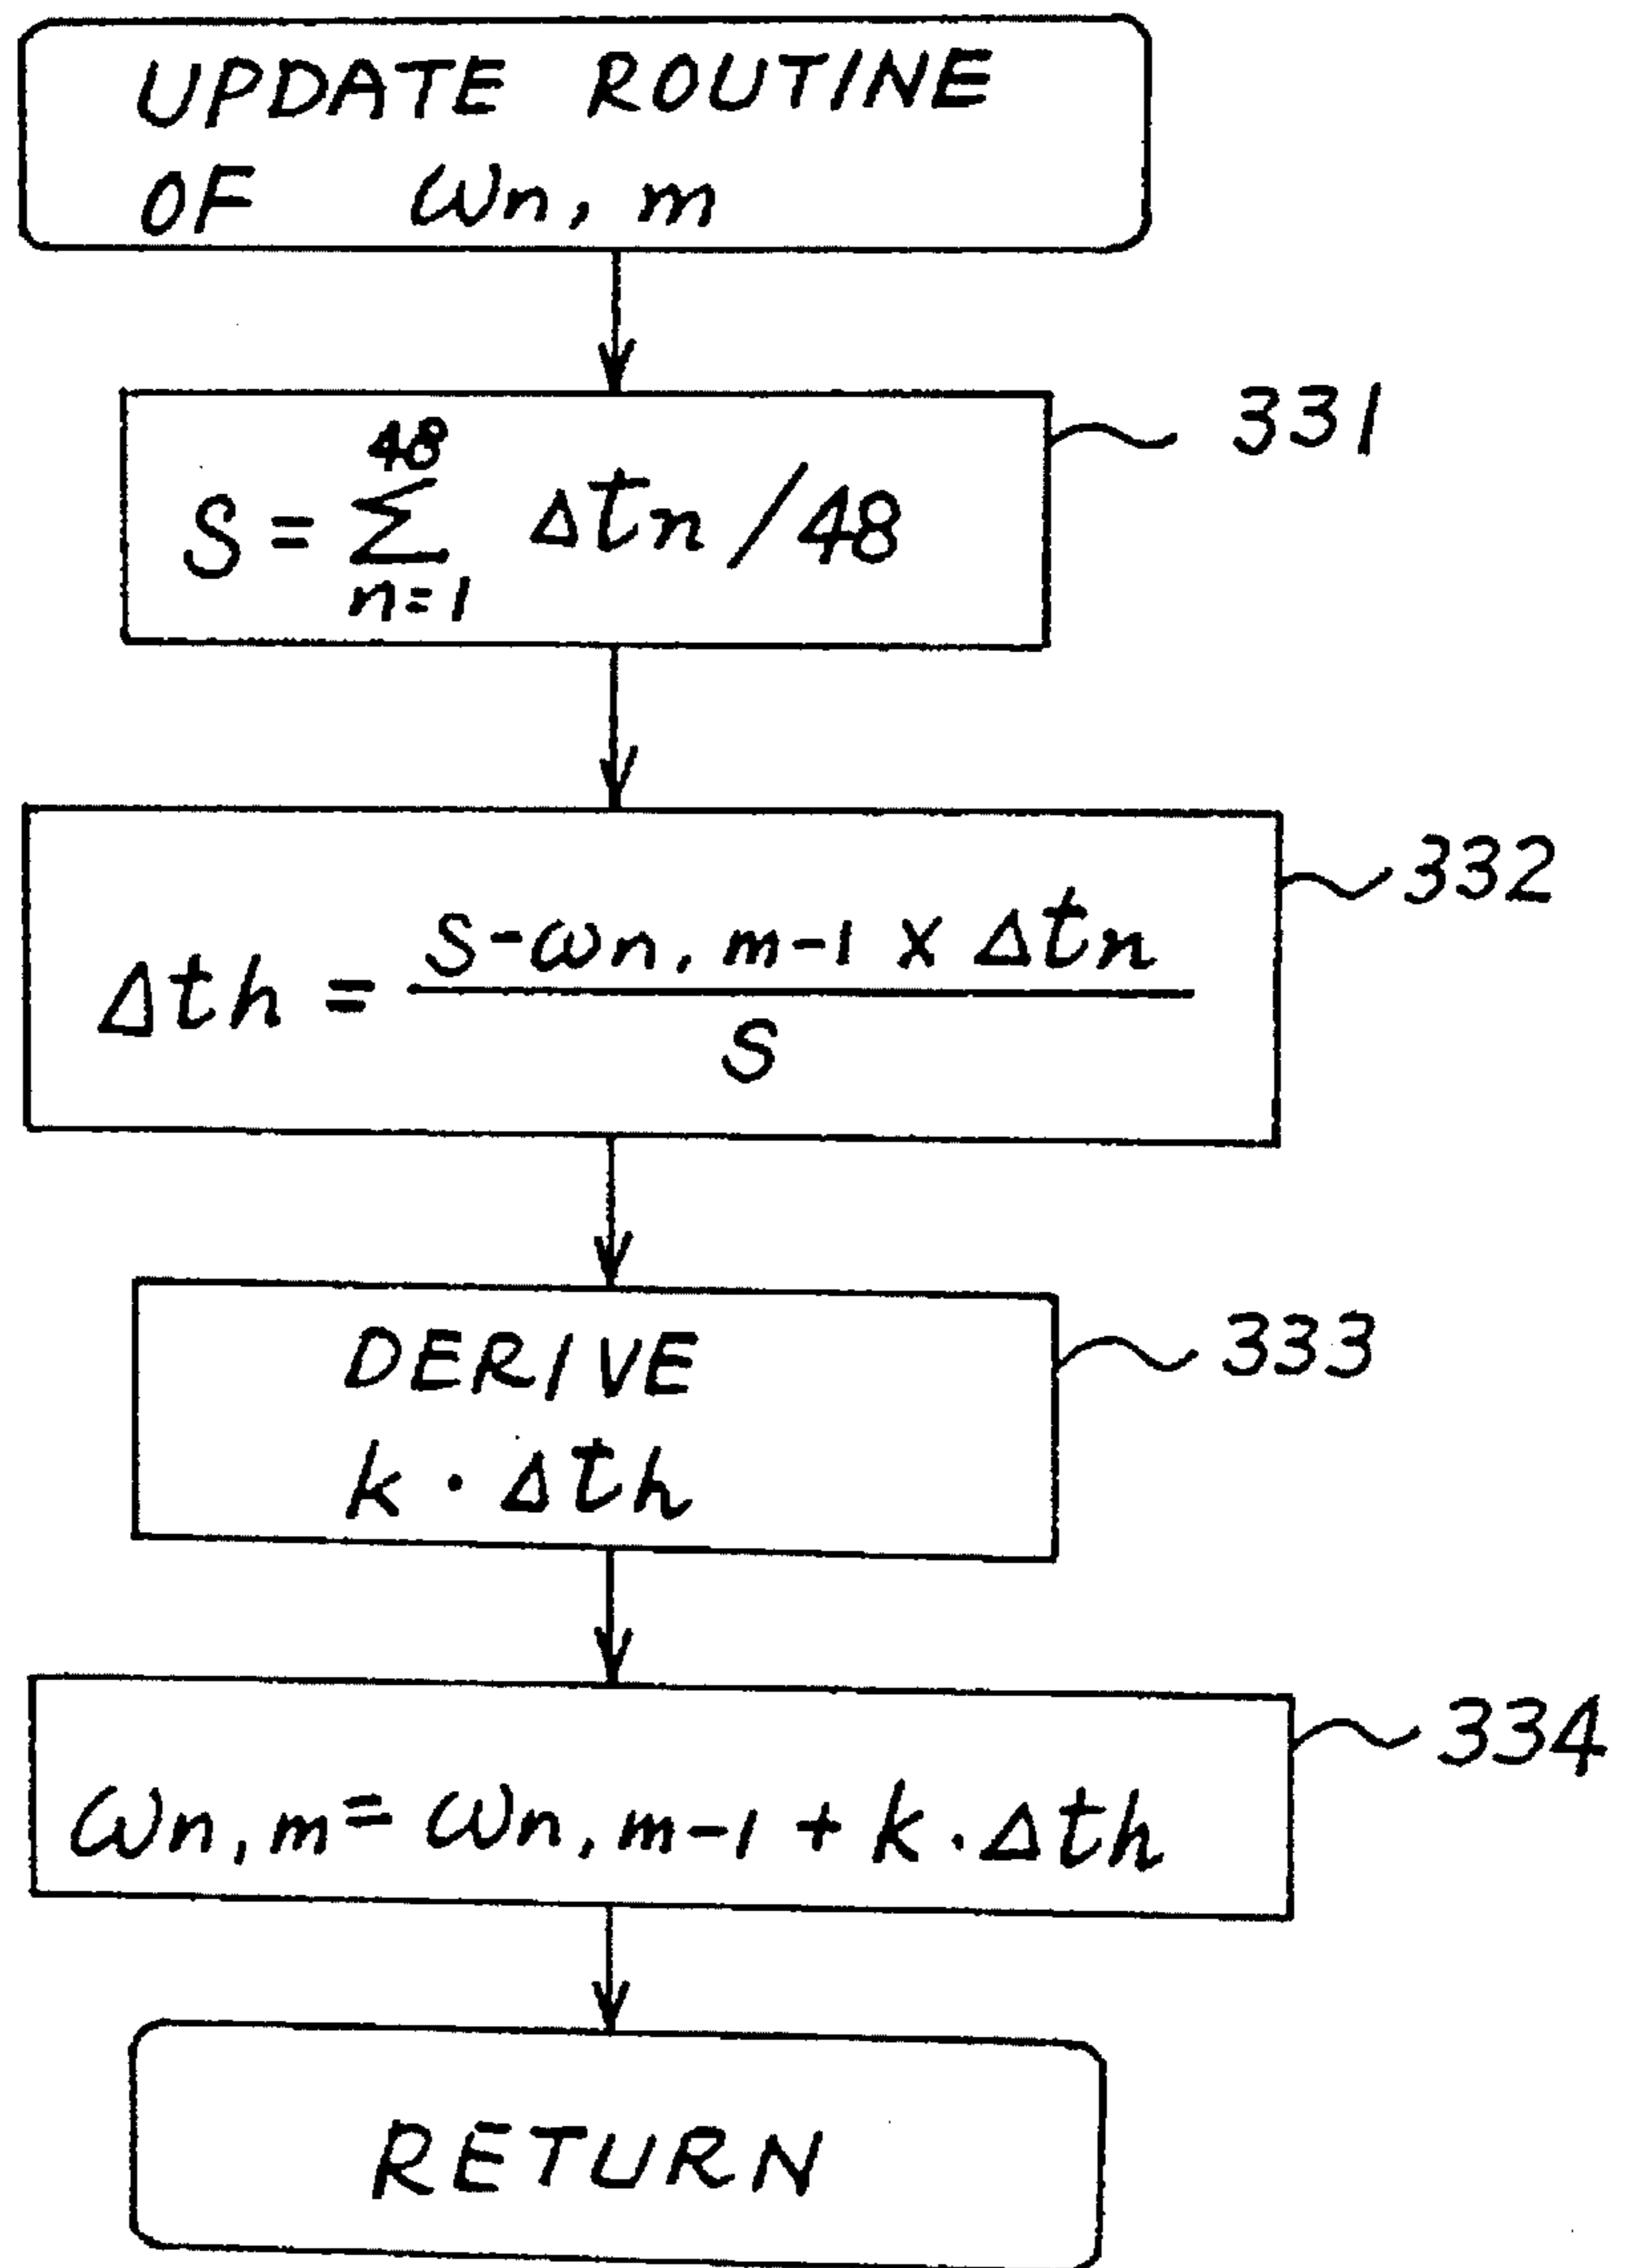 UPDATE ROUTINE
OF ωn, m
331
48
S = Σ Δtn / 48
n=1
332
S-ωn, m-1 × Δtn
Δth =
S
333
DERIVE
k · Δth
334
ωn, m = ωn, m-1 + k · Δth
RETURN